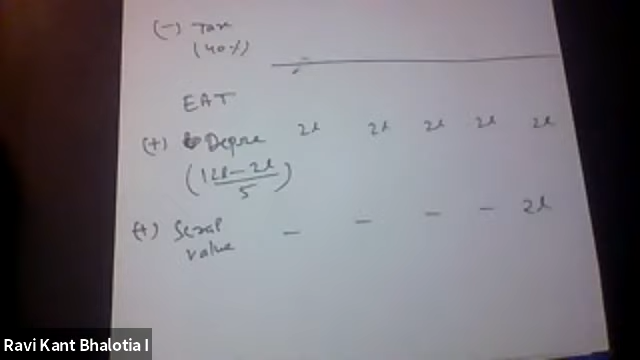 (-) Tax
(40%)
EAT
(+) Depre 2l 2l 2l 2l 2l
(12l - 2l / 5)
(+) Scrap value - - - - 2l
Ravi Kant Bhalotia I